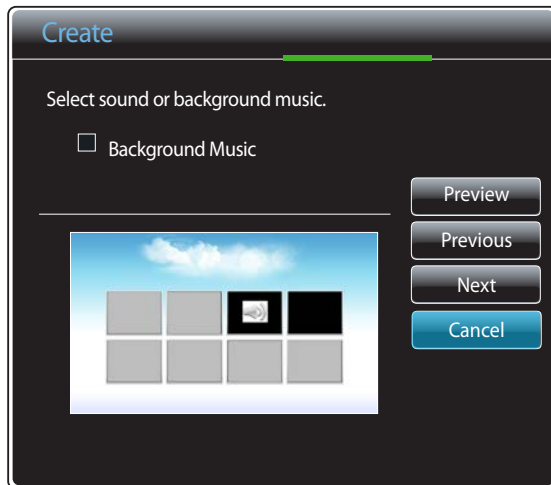 Create
Select sound or background music.
Background Music
Preview
Previous
Next
Cancel